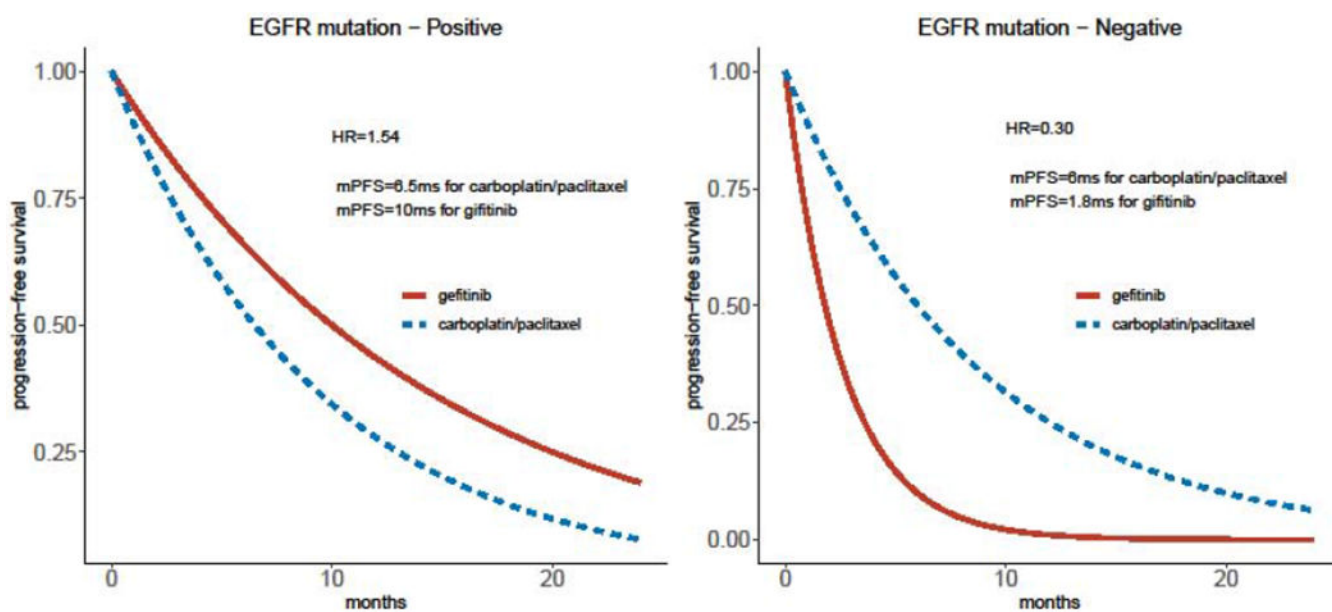 EGFR mutation − Positive
progression−free survival
1.00
0.75
0.50
0.25
HR=1.54
mPFS=6.5ms for carboplatin/paclitaxel
mPFS=10ms for gifitinib
gefitinib
carboplatin/paclitaxel
0
10
20
months
EGFR mutation − Negative
progression−free survival
1.00
0.75
0.50
0.25
0.00
HR=0.30
mPFS=6ms for carboplatin/paclitaxel
mPFS=1.8ms for gifitinib
gefitinib
carboplatin/paclitaxel
0
10
20
months